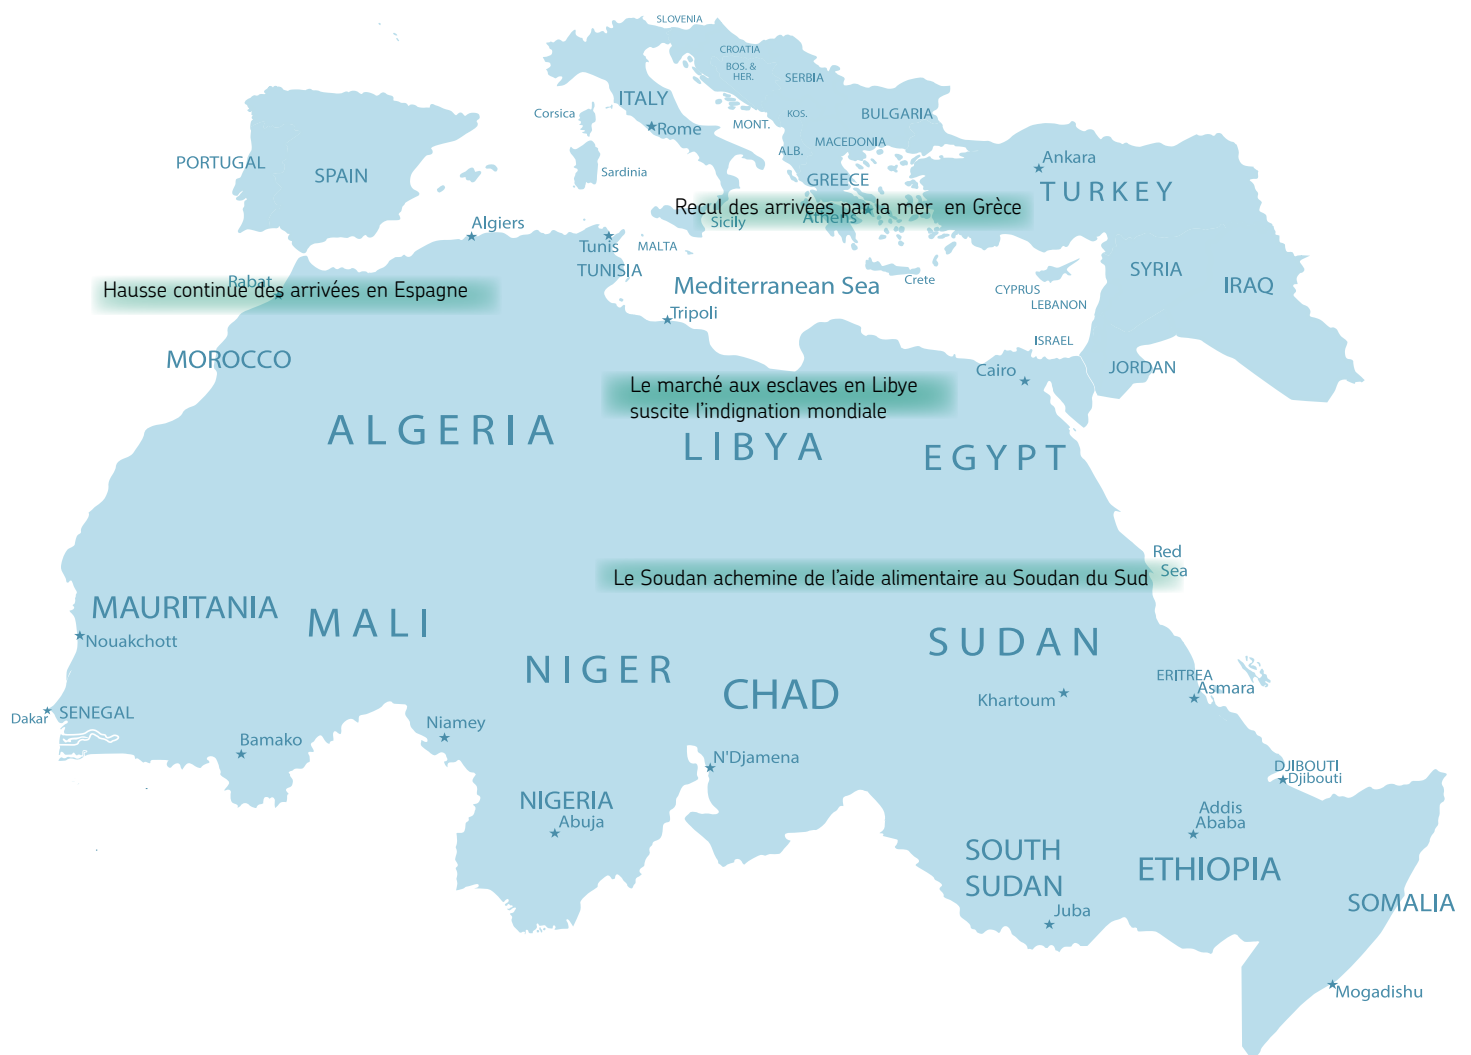 SLOVENIA
CROATIA
BOS. &
HER.
SERBIA
ITALY
Corsica
Rome
MONT.
KOS.
BULGARIA
MACEDONIA
ALB.
PORTUGAL
SPAIN
Sardinia
GREECE
Ankara
TURKEY
Recul des arrivées par la mer en Grèce
Athens
Sicily
Algiers
Tunis
MALTA
TUNISIA
SYRIA
IRAQ
Rabat
Hausse continue des arrivées en Espagne
Mediterranean Sea
Crete
CYPRUS
LEBANON
Tripoli
ISRAEL
MOROCCO
Cairo
JORDAN
Le marché aux esclaves en Libye
suscite l’indignation mondiale
ALGERIA
LIBYA
EGYPT
Red
Sea
Le Soudan achemine de l’aide alimentaire au Soudan du Sud
MAURITANIA
MALI
Nouakchott
SUDAN
NIGER
CHAD
ERITREA
Asmara
Khartoum
Dakar
SENEGAL
Niamey
Bamako
N'Djamena
DJIBOUTI
Djibouti
NIGERIA
Abuja
Addis
Ababa
SOUTH
SUDAN
ETHIOPIA
SOMALIA
Juba
Mogadishu